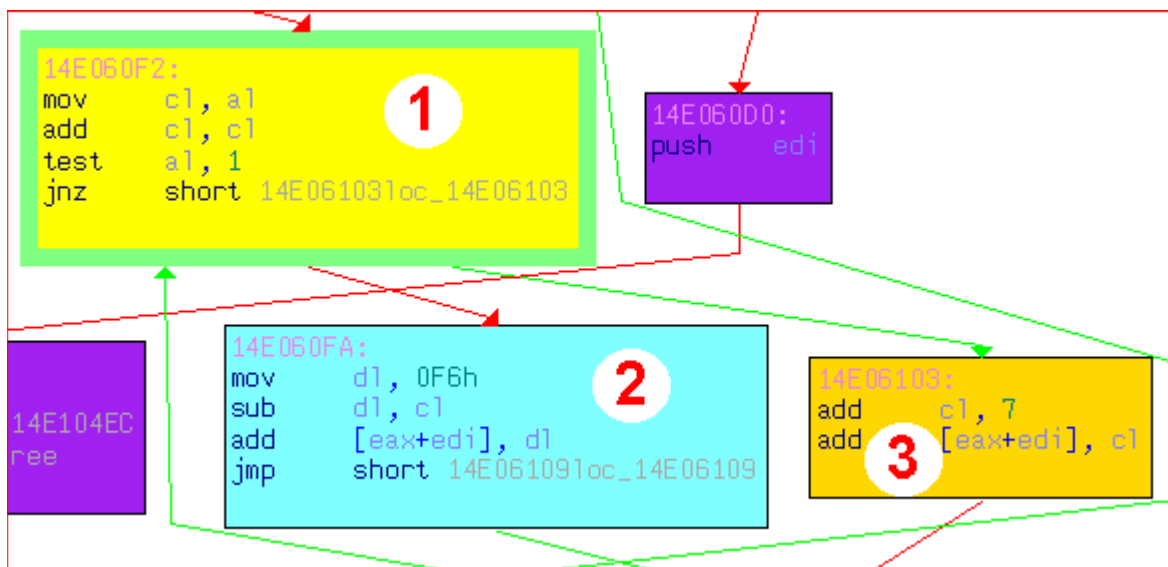 14E060F2:
mov cl, al
add cl, cl
test al, 1
jnz short 14E06103loc_14E06103
1
14E060D0:
push edi
14E104EC
ree
14E060FA:
mov dl, 0F6h
sub dl, cl
add [eax+edi], dl
jmp short 14E06109loc_14E06109
2
14E06103:
add cl, 7
add [eax+edi], cl
3